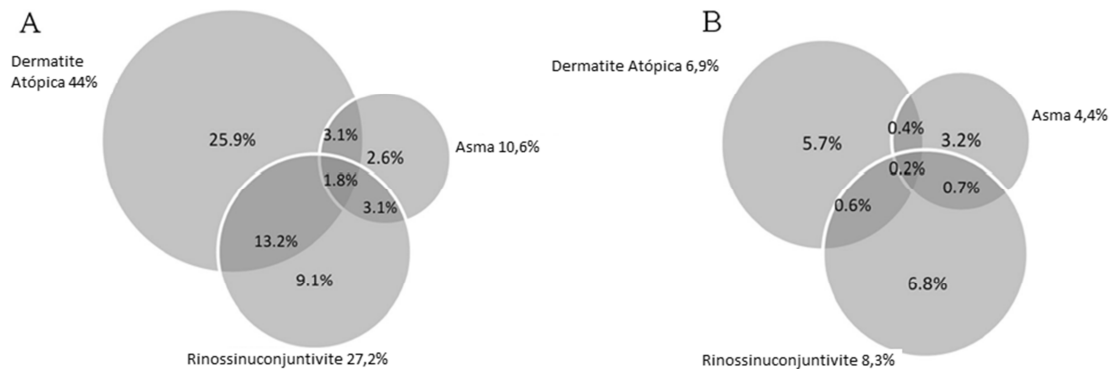 A
Dermatite
Atópica 44%
25.9%
3.1%
2.6%
Asma 10,6%
1.8%
3.1%
13.2%
9.1%
Rinossinuconjuntivite 27,2%
B
Dermatite Atópica 6,9%
5.7%
0.4%
3.2%
Asma 4,4%
0.2%
0.7%
0.6%
6.8%
Rinossinuconjuntivite 8,3%